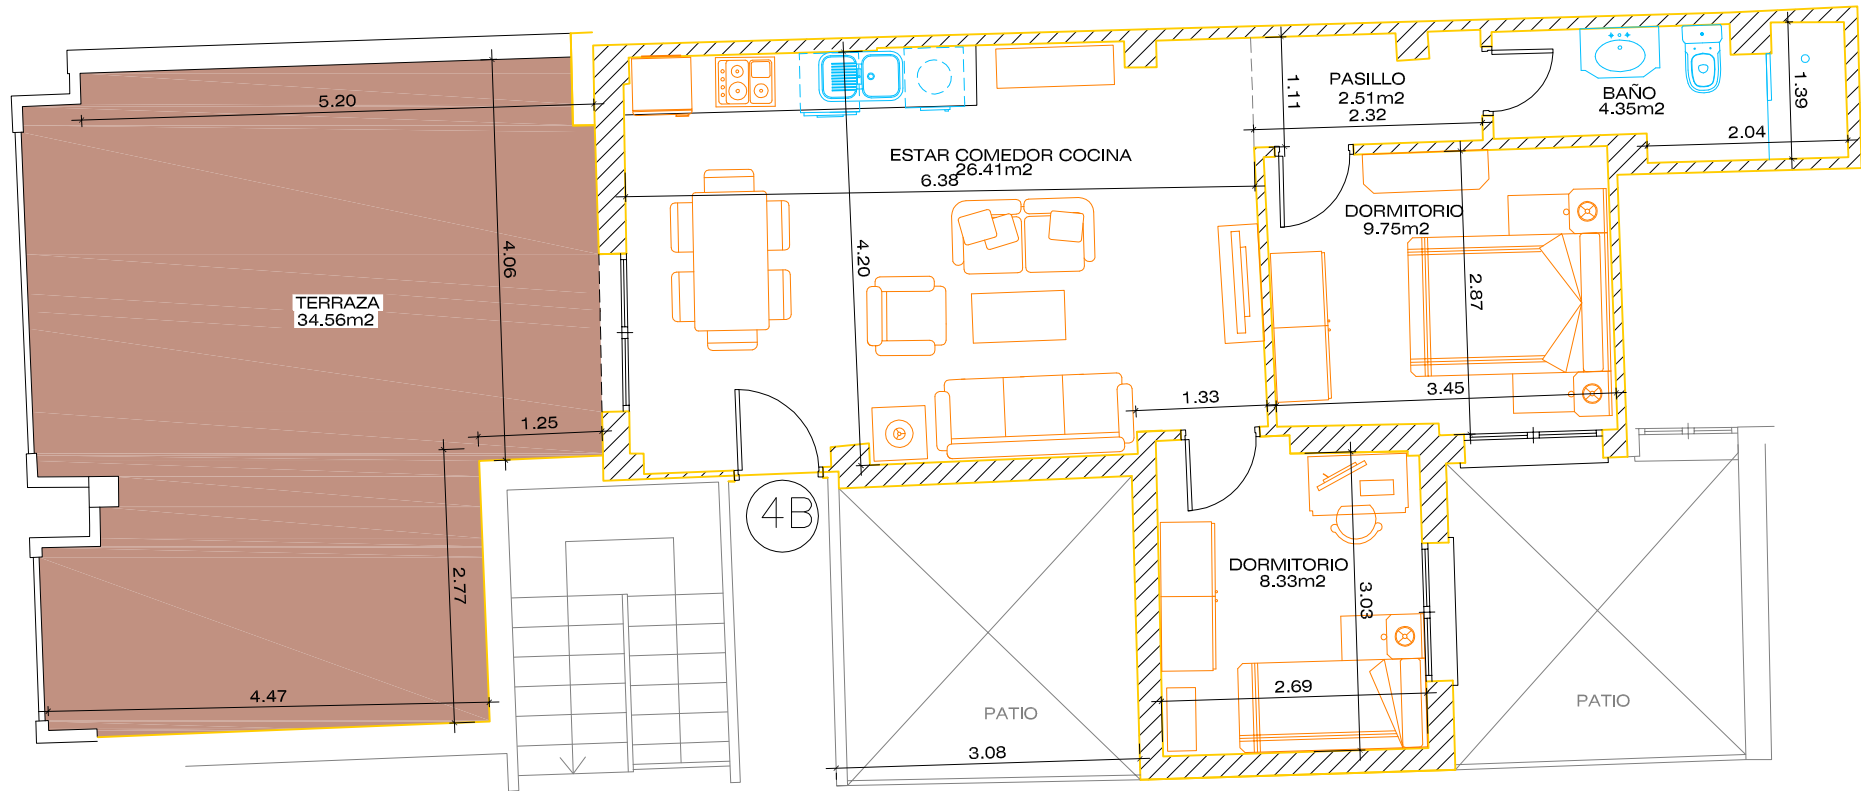 5.20
4.06
TERRAZA
34.56m2
1.25
2.77
4.47
ESTAR COMEDOR COCINA
26.41m2
6.38
4.20
1.33
4B
PASILLO
2.51m2
2.32
1.11
BAÑO
4.35m2
1.39
2.04
DORMITORIO
9.75m2
2.87
3.45
DORMITORIO
8.33m2
3.03
2.69
PATIO
3.08
PATIO